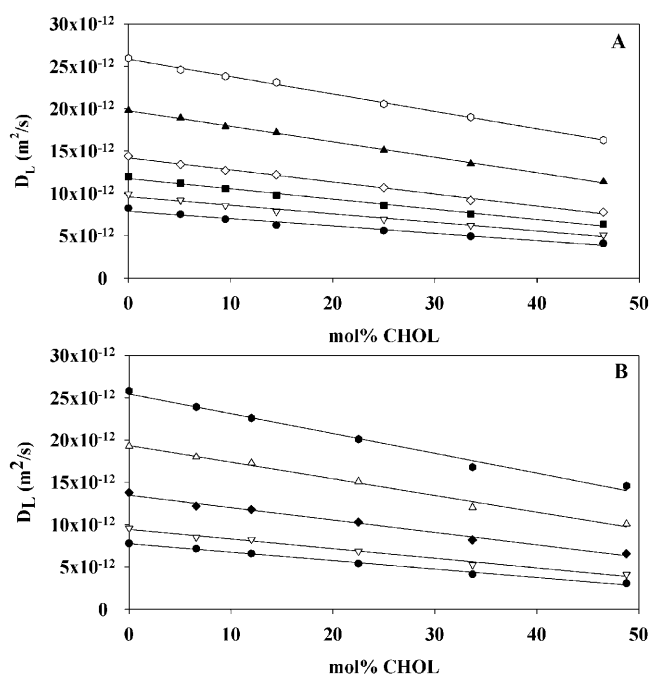 A
30x10⁻¹²
25x10⁻¹²
20x10⁻¹²
15x10⁻¹²
10x10⁻¹²
5x10⁻¹²
0
D_L (m²/s)
0 10 20 30 40 50
mol% CHOL
B
30x10⁻¹²
25x10⁻¹²
20x10⁻¹²
15x10⁻¹²
10x10⁻¹²
5x10⁻¹²
0
D_L (m²/s)
0 10 20 30 40 50
mol% CHOL